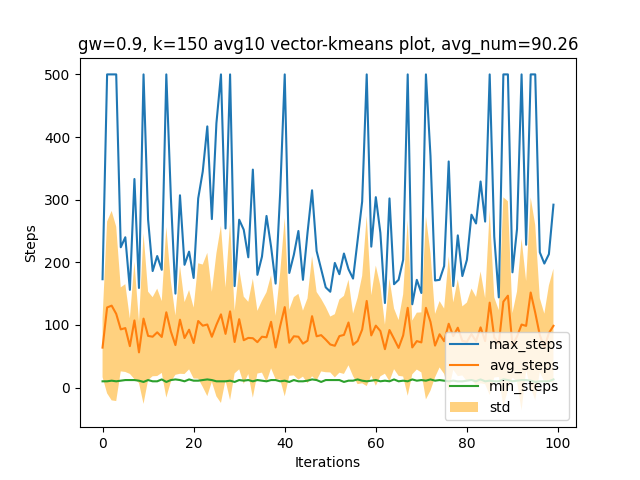 gw=0.9, k=150 avg10 vector-kmeans plot, avg_num=90.26
500
400
300
200
100
0
Steps
max_steps
avg_steps
min_steps
std
0
20
40
60
80
100
Iterations